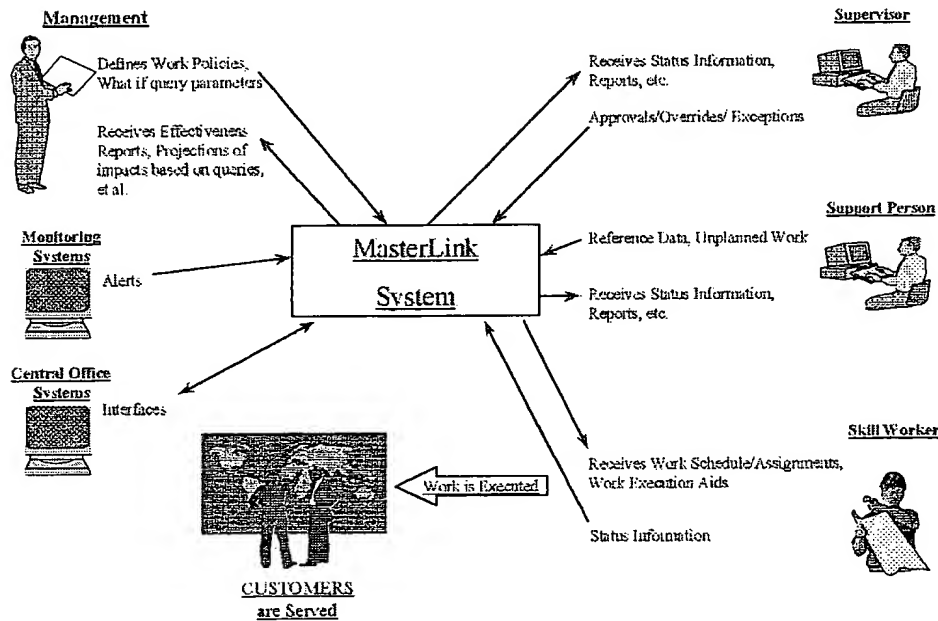 Management
Defines Work Policies,
What if query parameters
Receives Effectiveness
Reports, Projections of
impacts based on queries,
et al.
Supervisor
Receives Status Information,
Reports, etc.
Approvals/Overrides/ Exceptions
Monitoring
Systems
Alerts
MasterLink
System
Support Person
Reference Data, Unplanned Work
Receives Status Information,
Reports, etc.
Central Office
Systems
Interfaces
Skill Worker
Receives Work Schedule/Assignments,
Work Execution Aids
Status Information
Work is Executed
CUSTOMERS
are Served